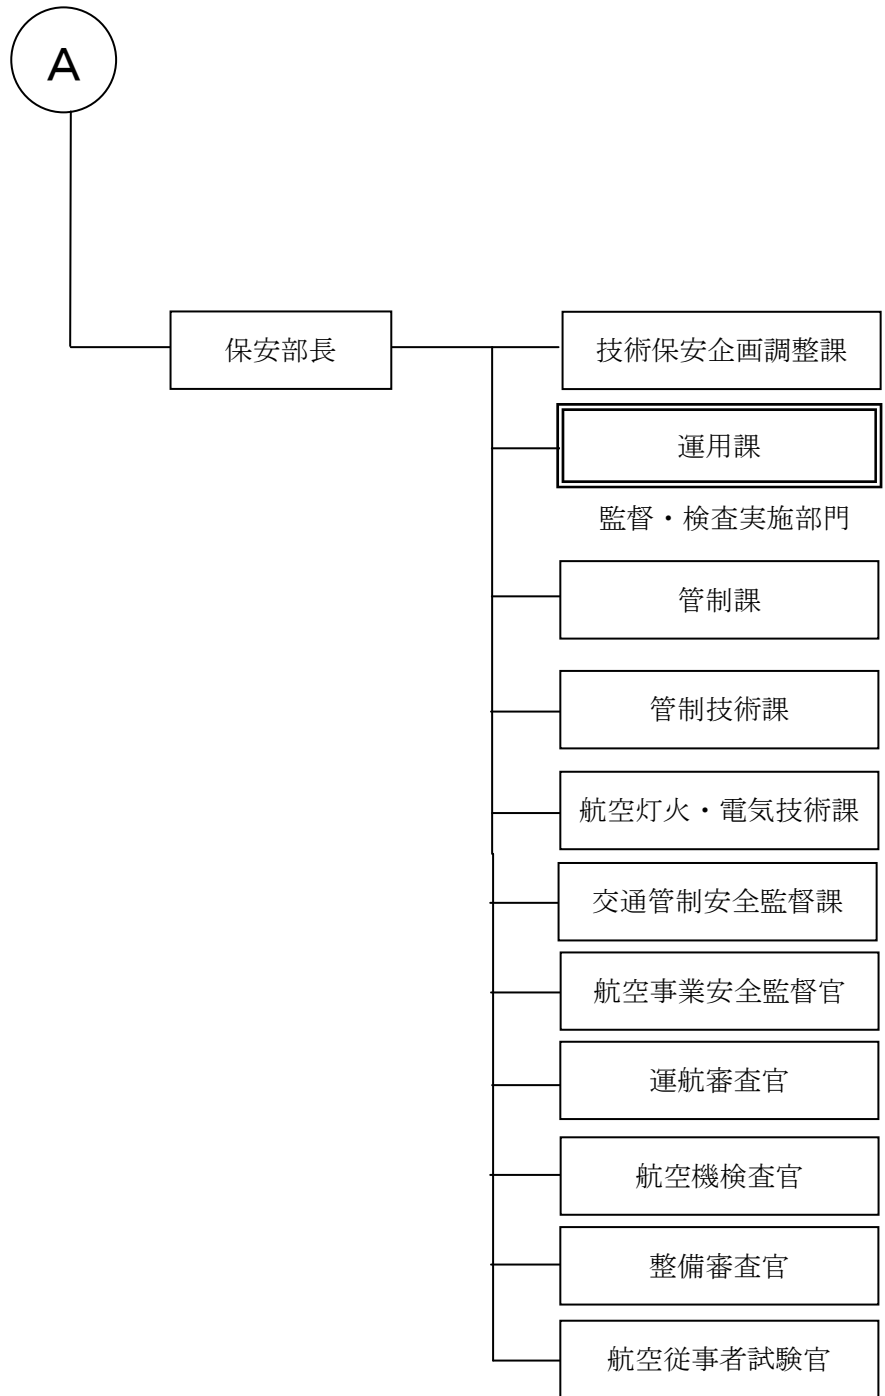 A
保安部長
技術保安企画調整課
運用課
監督・検査実施部門
管制課
管制技術課
航空灯火・電気技術課
交通管制安全監督課
航空事業安全監督官
運航審査官
航空機検査官
整備審査官
航空従事者試験官